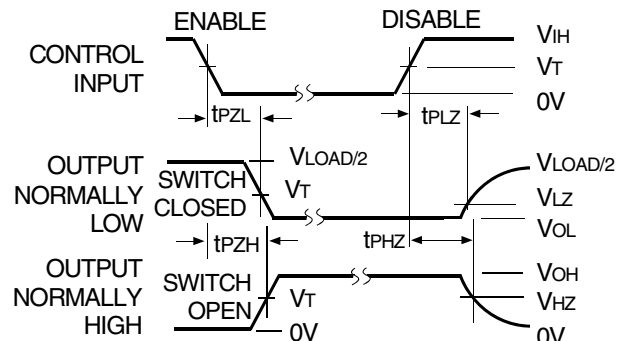 ENABLE DISABLE
CONTROL INPUT
VIH
VT
0V
tPZL
tPLZ
OUTPUT NORMALLY LOW
SWITCH CLOSED
VLOAD/2
VT
VLOAD/2
VLZ
VOL
tPZH
tPHZ
OUTPUT NORMALLY HIGH
SWITCH OPEN
VT
0V
VOH
VHZ
0V